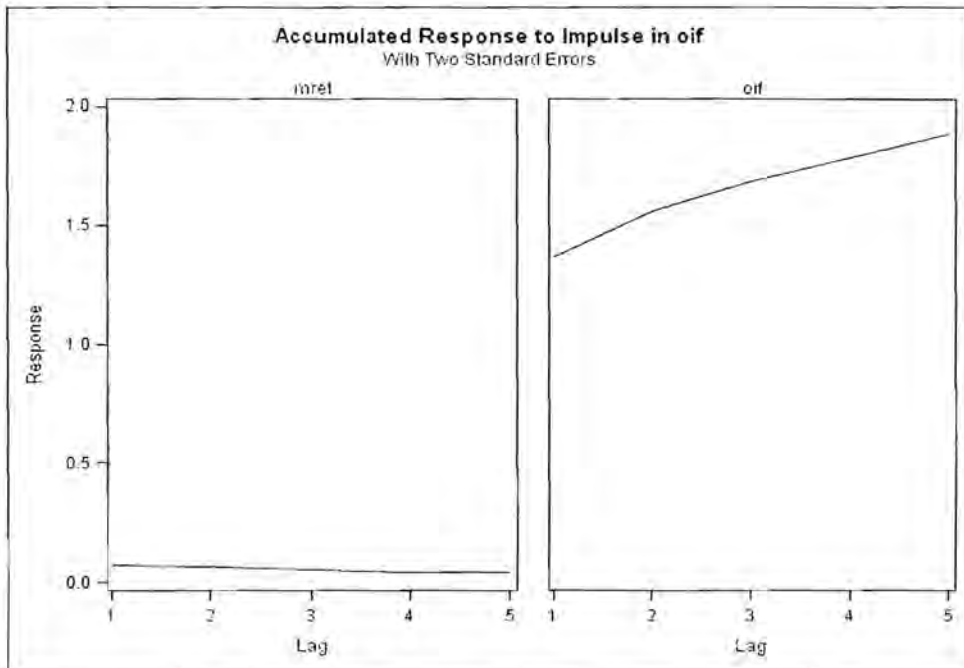 Accumulated Response to Impulse in oif
With Two Standard Errors
mret oif
2.0
1.5
1.0
0.5
0.0
Response
1 2 3 4 5 1 2 3 4 5
Lag Lag